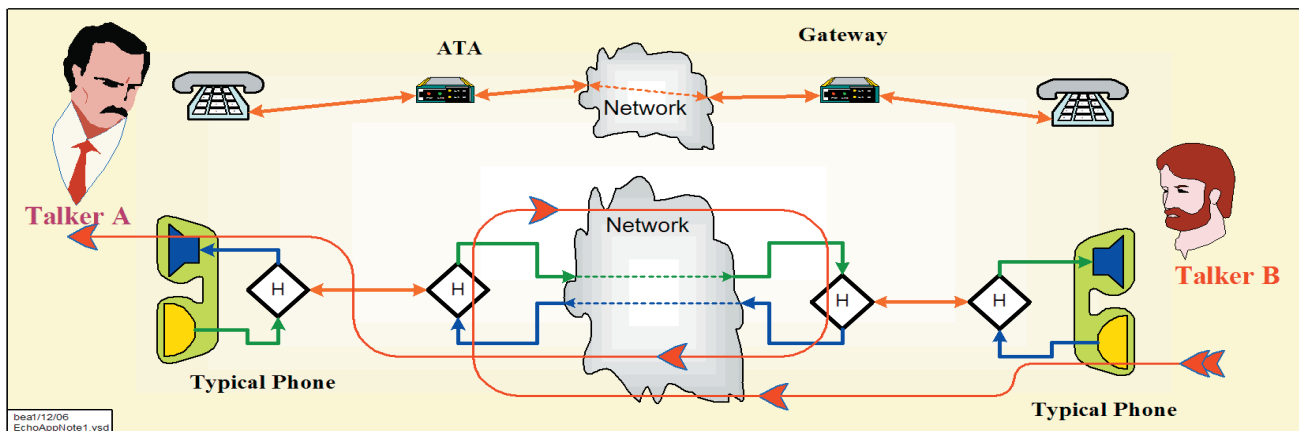 ATA
Gateway
Network
Talker A
Network
Talker B
H
H
H
H
Typical Phone
Typical Phone
bea1/12/06
EchoAppNote1.vsd